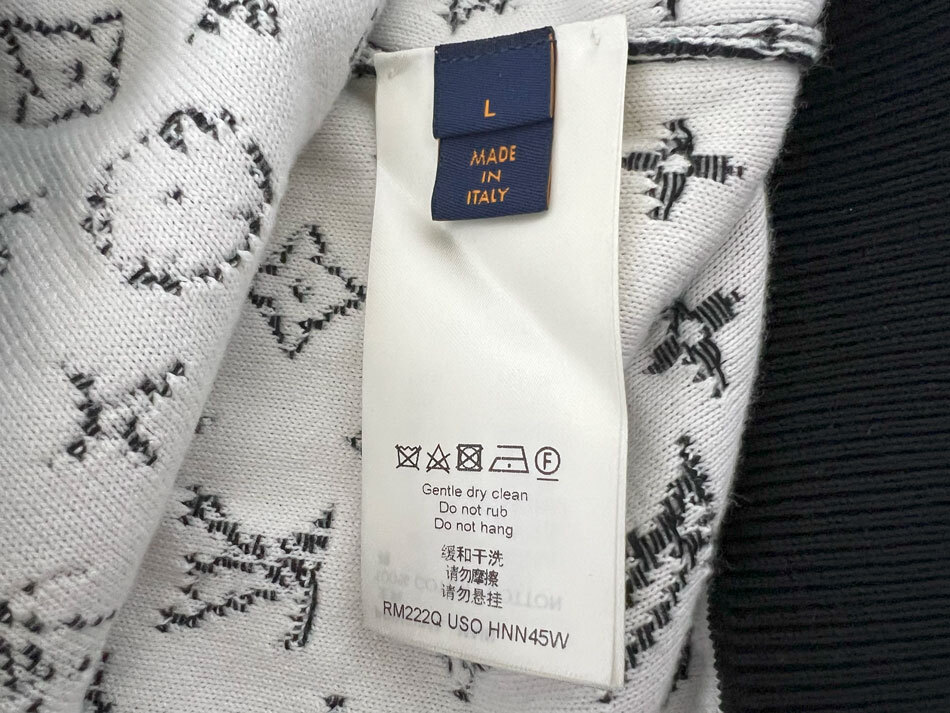 L
MADE
IN
ITALY
F
Gentle dry clean
Do not rub
Do not hang
缓和干洗
请勿摩擦
请勿悬挂
RM222Q USO HNN45W